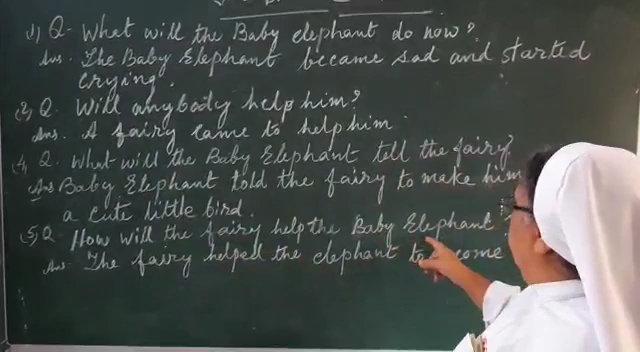 (1) Q. What will the Baby elephant do now?
Ans. The Baby Elephant became sad and started
crying.
(2) Q. Will anybody help him?
Ans. A fairy came to help him.
(4) Q. What will the Baby Elephant tell the fairy?
Ans Baby Elephant told the fairy to make him
a cute little bird.
(5) Q. How will the fairy help the Baby Elephant?
Ans. The fairy helped the elephant to come